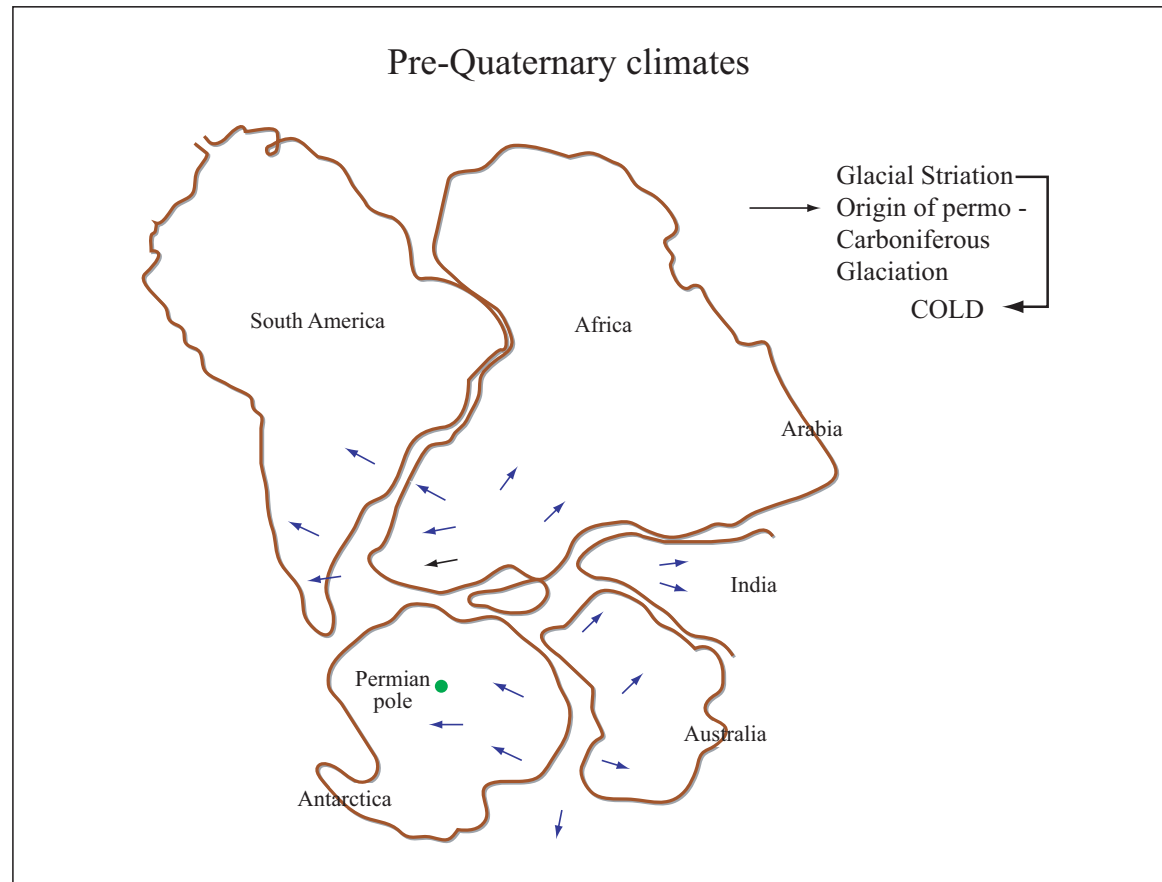 Pre-Quaternary climates
Glacial Striation
Origin of permo -
Carboniferous
Glaciation
COLD
South America
Africa
Arabia
India
Permian
pole
Australia
Antarctica